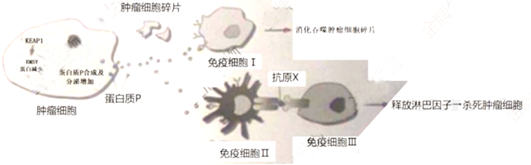 肿瘤细胞碎片
消化吞噬肿瘤细胞碎片
KEAP1
EMSY
蛋白减少
蛋白质P合成及
分泌增加
免疫细胞Ⅰ
肿瘤细胞
蛋白质P
抗原X
释放淋巴因子→杀死肿瘤细胞
免疫细胞Ⅱ
免疫细胞Ⅲ